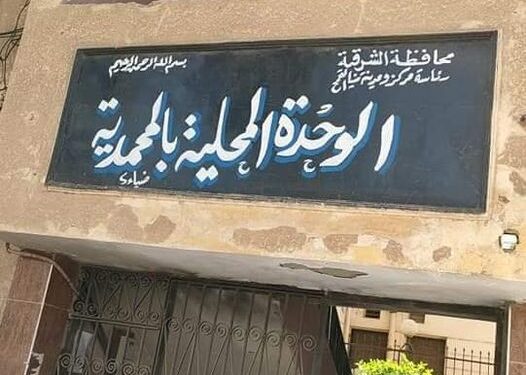 بسم الله الرحمن الرحيم
محافظة الشرقية
رئاسة مركز ومدينة منيا القمح
الوحدة المحلية بالمحمدية
ضياء